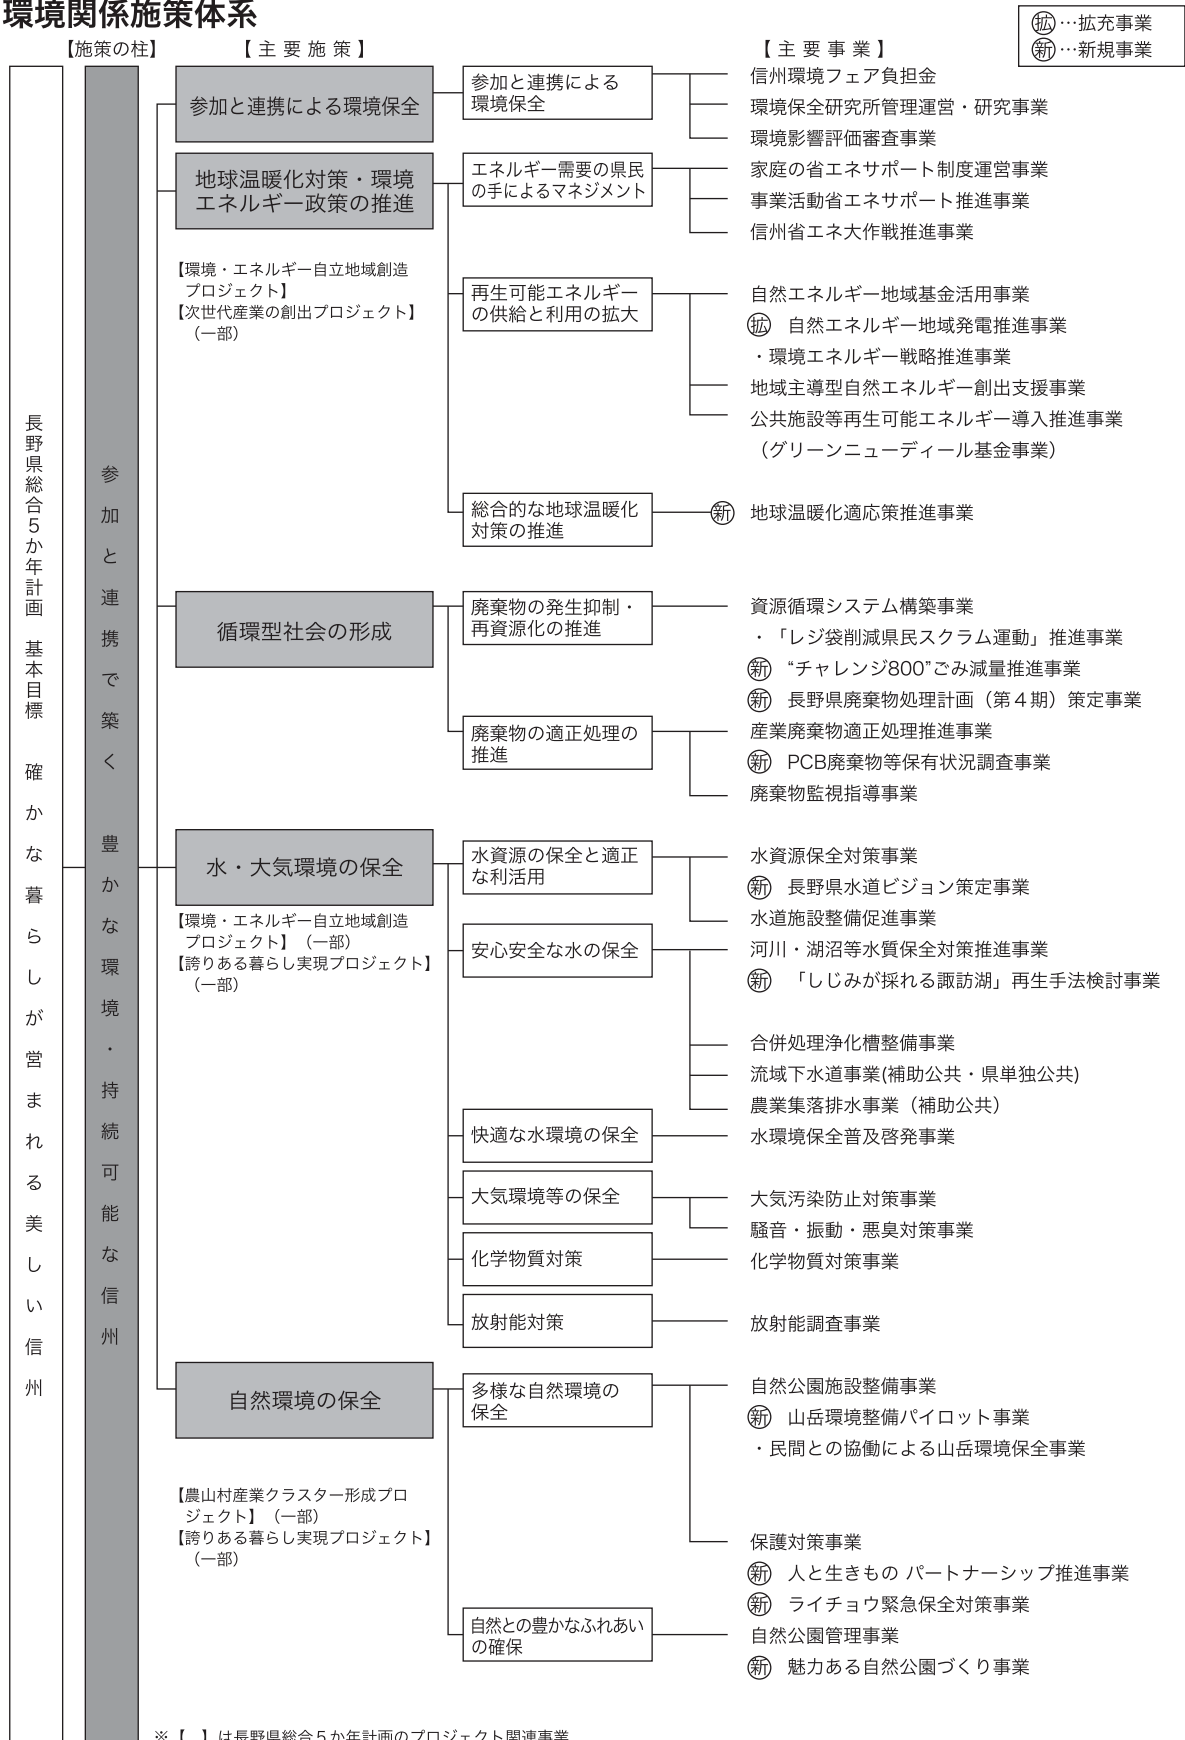 環境関係施策体系
拡…拡充事業
新…新規事業
【施策の柱】
【主要施策】
【主要事業】
長野県総合5か年計画 基本目標 確かな暮らしが営まれる美しい信州
参加と連携で築く 豊かな環境・持続可能な信州
参加と連携による環境保全
参加と連携による
環境保全
信州環境フェア負担金
環境保全研究所管理運営・研究事業
環境影響評価審査事業
地球温暖化対策・環境
エネルギー政策の推進
【環境・エネルギー自立地域創造
プロジェクト】
【次世代産業の創出プロジェクト】
(一部)
エネルギー需要の県民
の手によるマネジメント
家庭の省エネサポート制度運営事業
事業活動省エネサポート推進事業
信州省エネ大作戦推進事業
再生可能エネルギー
の供給と利用の拡大
自然エネルギー地域基金活用事業
拡 自然エネルギー地域発電推進事業
・環境エネルギー戦略推進事業
地域主導型自然エネルギー創出支援事業
公共施設等再生可能エネルギー導入推進事業
(グリーンニューディール基金事業)
総合的な地球温暖化
対策の推進
新 地球温暖化適応策推進事業
循環型社会の形成
廃棄物の発生抑制・
再資源化の推進
資源循環システム構築事業
・「レジ袋削減県民スクラム運動」推進事業
新 “チャレンジ800”ごみ減量推進事業
新 長野県廃棄物処理計画(第4期)策定事業
廃棄物の適正処理の
推進
産業廃棄物適正処理推進事業
新 PCB廃棄物等保有状況調査事業
廃棄物監視指導事業
水・大気環境の保全
【環境・エネルギー自立地域創造
プロジェクト】(一部)
【誇りある暮らし実現プロジェクト】
(一部)
水資源の保全と適正
な利活用
水資源保全対策事業
新 長野県水道ビジョン策定事業
水道施設整備促進事業
安心安全な水の保全
河川・湖沼等水質保全対策推進事業
新 「しじみが採れる諏訪湖」再生手法検討事業
合併処理浄化槽整備事業
流域下水道事業(補助公共・県単独公共)
農業集落排水事業(補助公共)
快適な水環境の保全
水環境保全普及啓発事業
大気環境等の保全
大気汚染防止対策事業
騒音・振動・悪臭対策事業
化学物質対策
化学物質対策事業
放射能対策
放射能調査事業
自然環境の保全
【農山村産業クラスター形成プロ
ジェクト】(一部)
【誇りある暮らし実現プロジェクト】
(一部)
多様な自然環境の
保全
自然公園施設整備事業
新 山岳環境整備パイロット事業
・民間との協働による山岳環境保全事業
保護対策事業
新 人と生きもの パートナーシップ推進事業
新 ライチョウ緊急保全対策事業
自然との豊かなふれあい
の確保
自然公園管理事業
新 魅力ある自然公園づくり事業
※【 】は長野県総合5か年計画のプロジェクト関連事業